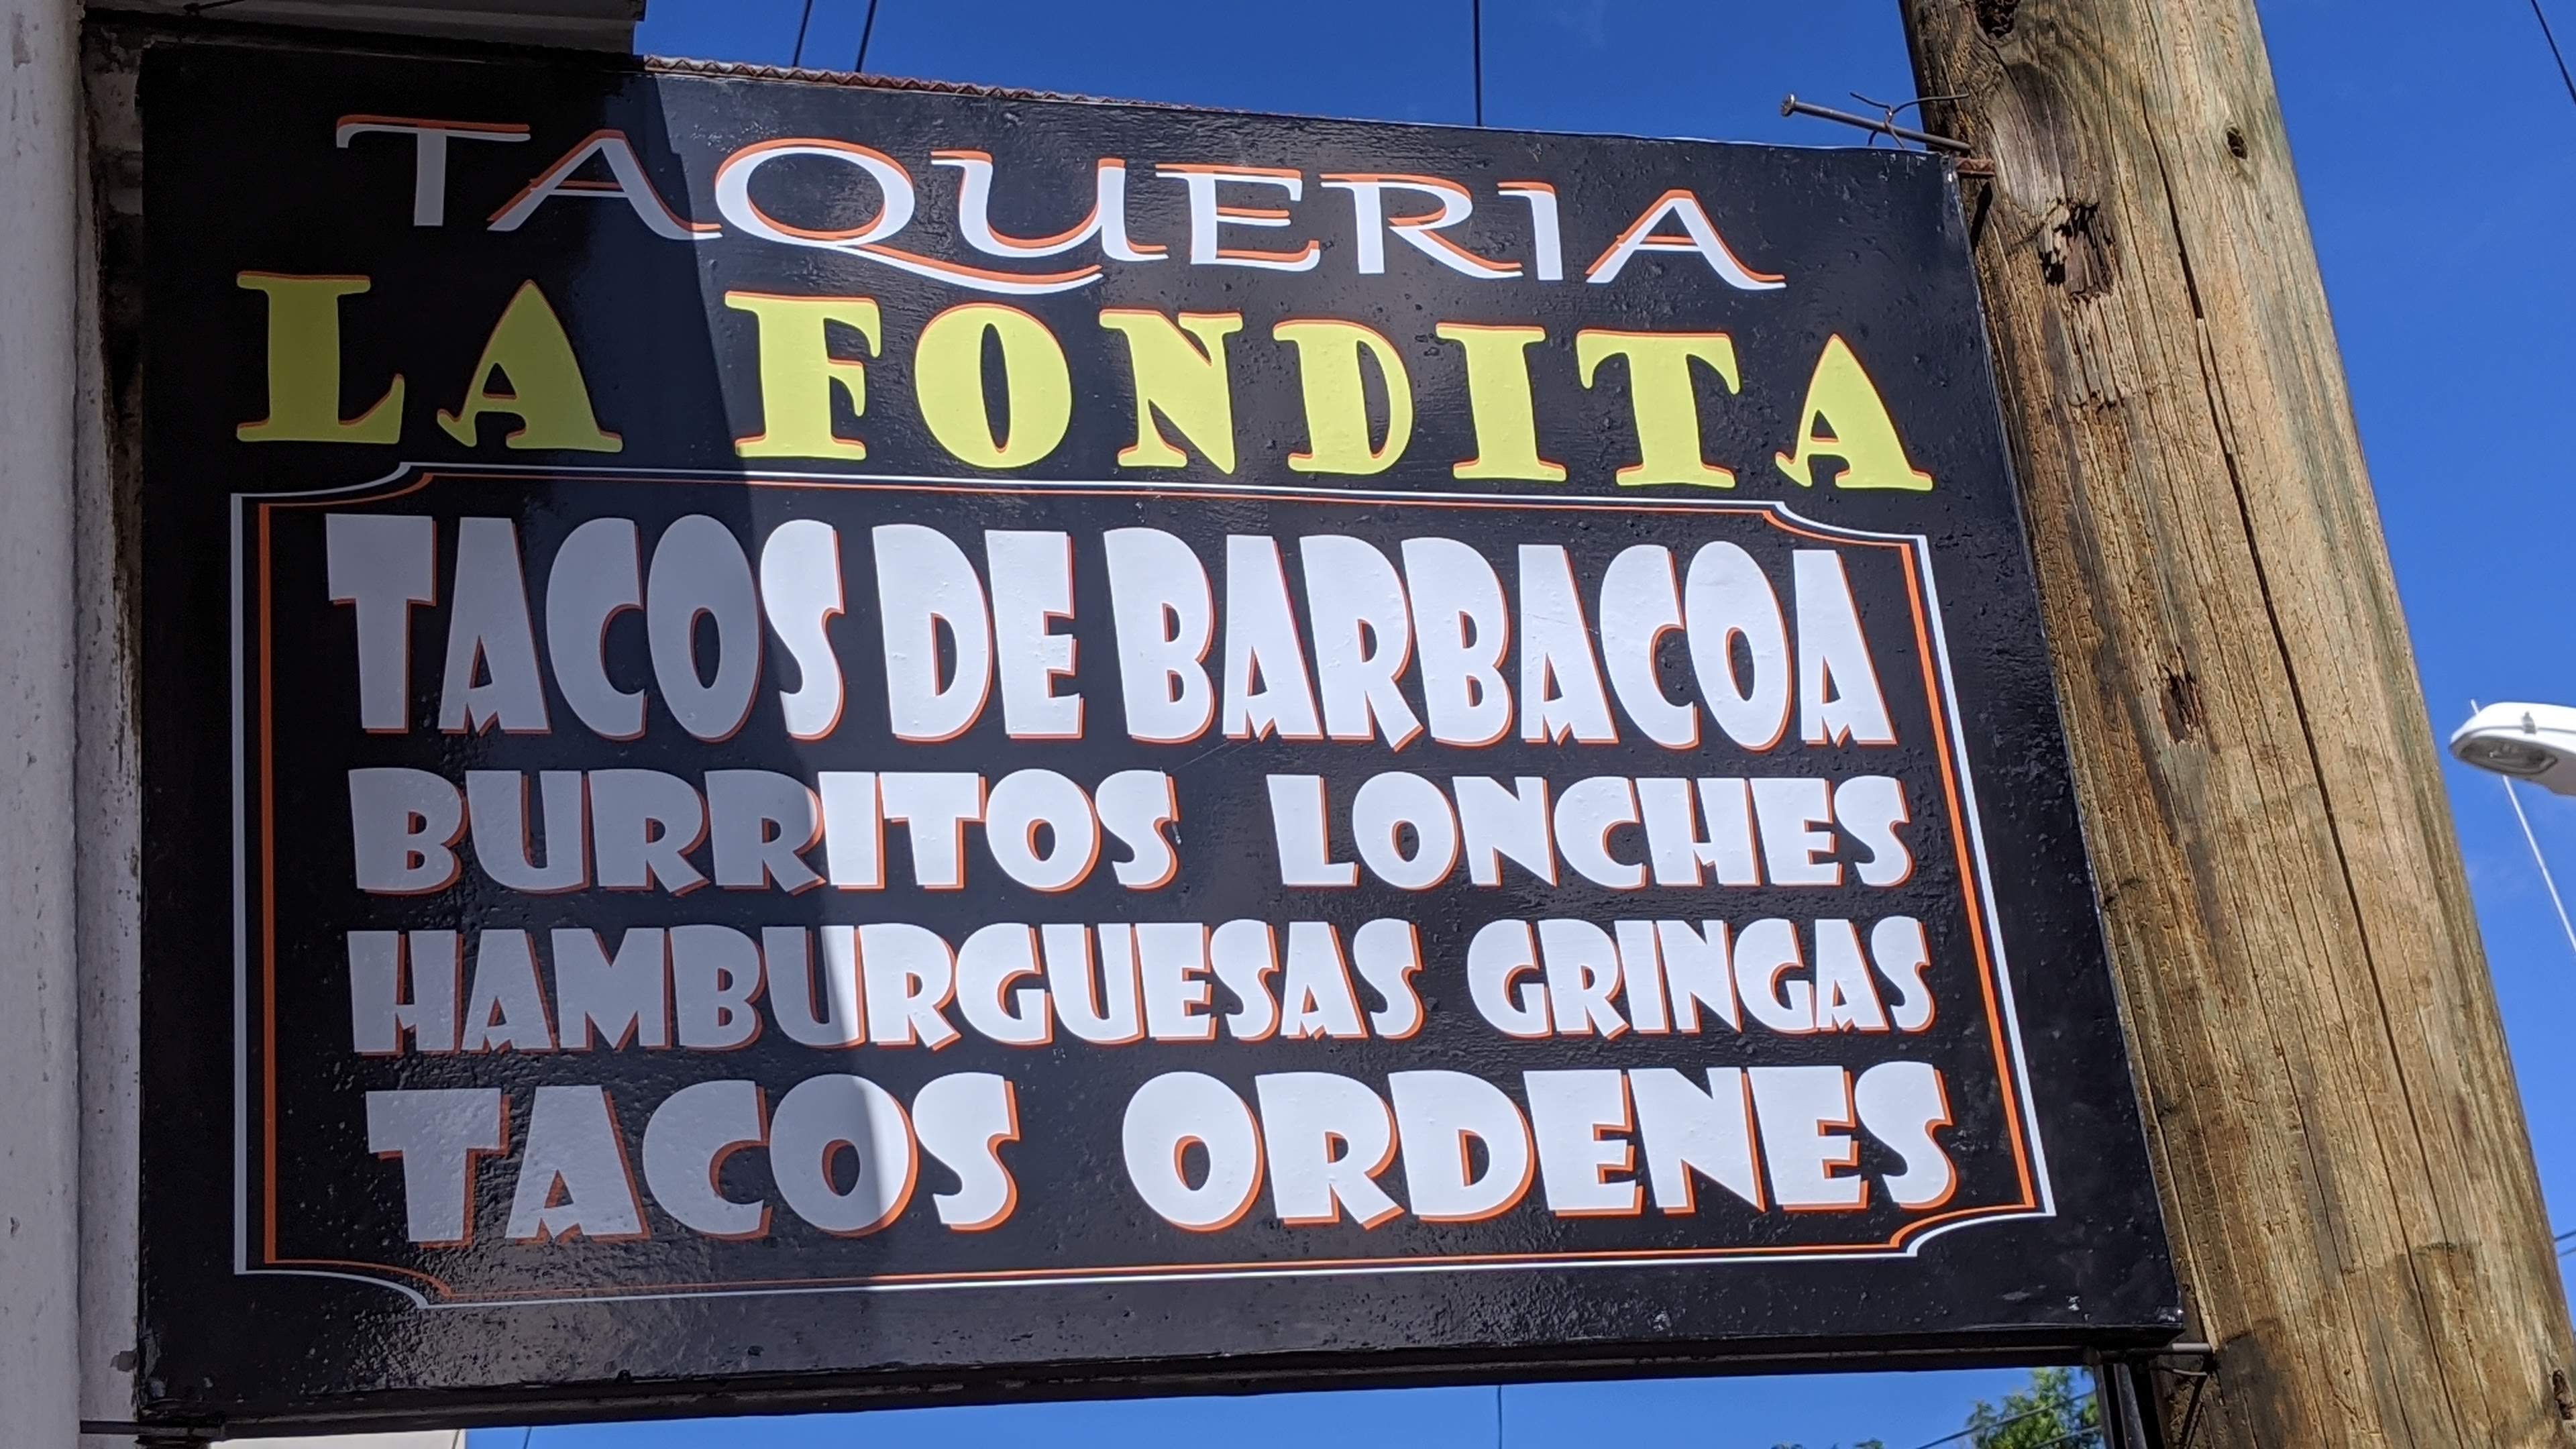 TAQUERIA
LA FONDITA
TACOS DE BARBACOA
BURRITOS LONCHES
HAMBURGUESAS GRINGAS
TACOS ORDENES